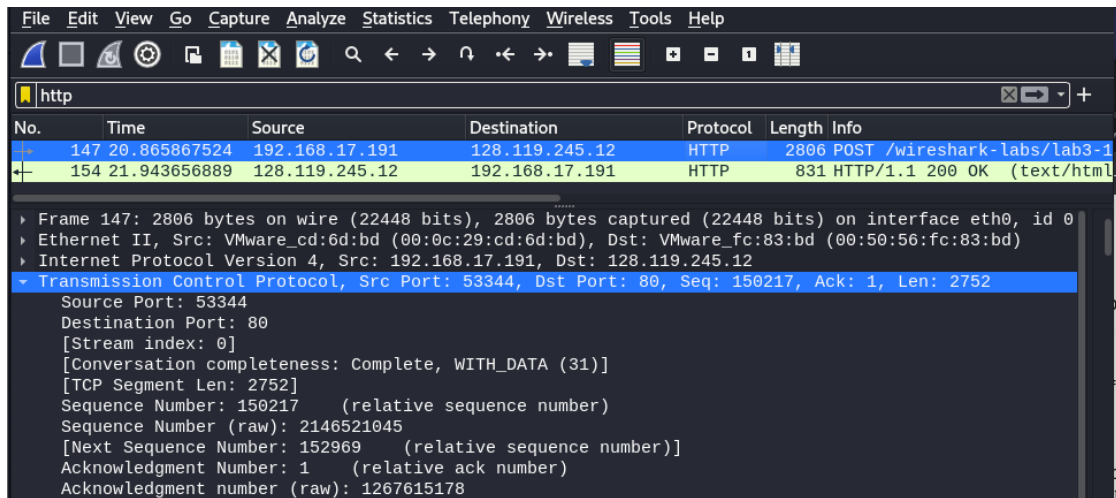 File Edit View Go Capture Analyze Statistics Telephony Wireless Tools Help
http
No. Time Source Destination Protocol Length Info
147 20.865867524 192.168.17.191 128.119.245.12 HTTP 2806 POST /wireshark-labs/lab3-1
154 21.943656889 128.119.245.12 192.168.17.191 HTTP 831 HTTP/1.1 200 OK (text/html
Frame 147: 2806 bytes on wire (22448 bits), 2806 bytes captured (22448 bits) on interface eth0, id 0
Ethernet II, Src: VMware_cd:6d:bd (00:0c:29:cd:6d:bd), Dst: VMware_fc:83:bd (00:50:56:fc:83:bd)
Internet Protocol Version 4, Src: 192.168.17.191, Dst: 128.119.245.12
Transmission Control Protocol, Src Port: 53344, Dst Port: 80, Seq: 150217, Ack: 1, Len: 2752
Source Port: 53344
Destination Port: 80
[Stream index: 0]
[Conversation completeness: Complete, WITH_DATA (31)]
[TCP Segment Len: 2752]
Sequence Number: 150217 (relative sequence number)
Sequence Number (raw): 2146521045
[Next Sequence Number: 152969 (relative sequence number)]
Acknowledgment Number: 1 (relative ack number)
Acknowledgment number (raw): 1267615178